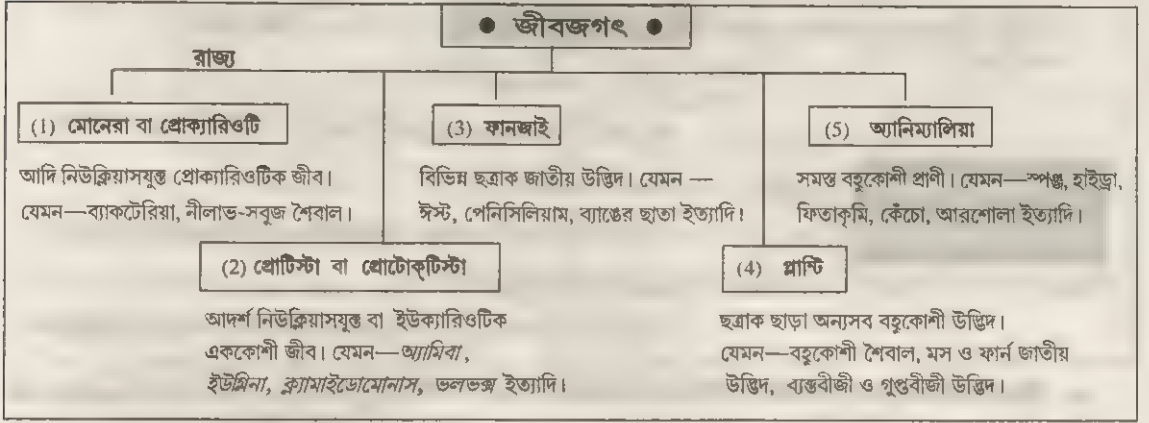 ● জীবজগৎ ●
রাজ্য
(1) মোনেরা বা প্রোক্যারিওটি
আদি নিউক্লিয়াসযুক্ত প্রোক্যারিওটিক জীব।
যেমন—ব্যাকটেরিয়া, নীলাভ-সবুজ শৈবাল।
(3) ফানজাই
বিভিন্ন ছত্রাক জাতীয় উদ্ভিদ। যেমন —
ঈস্ট, পেনিসিলিয়াম, ব্যাঙের ছাতা ইত্যাদি।
(5) অ্যানিম্যালিয়া
সমস্ত বহুকোশী প্রাণী। যেমন—স্পঞ্জ, হাইড্রা,
ফিতাকৃমি, কেঁচো, আরশোলা ইত্যাদি।
(2) প্রোটিস্টা বা প্রোটোক্‌টিস্টা
আদর্শ নিউক্লিয়াসযুক্ত বা ইউক্যারিওটিক
এককোশী জীব। যেমন—অ্যামিবা,
ইউগ্লিনা, ক্ল্যামাইডোমোনাস, ভলভক্স ইত্যাদি।
(4) প্লান্টি
ছত্রাক ছাড়া অন্যসব বহুকোশী উদ্ভিদ।
যেমন—বহুকোশী শৈবাল, মস ও ফার্ন জাতীয়
উদ্ভিদ, ব্যক্তবীজী ও গুপ্তবীজী উদ্ভিদ।